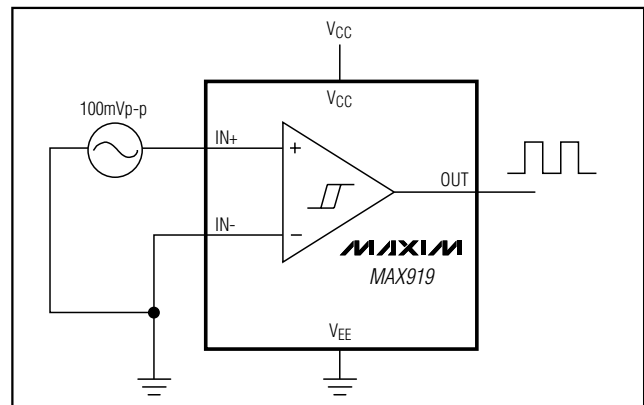 VCC
VCC
100mVp-p
IN+
+
OUT
IN-
−
MAXIM
MAX919
VEE